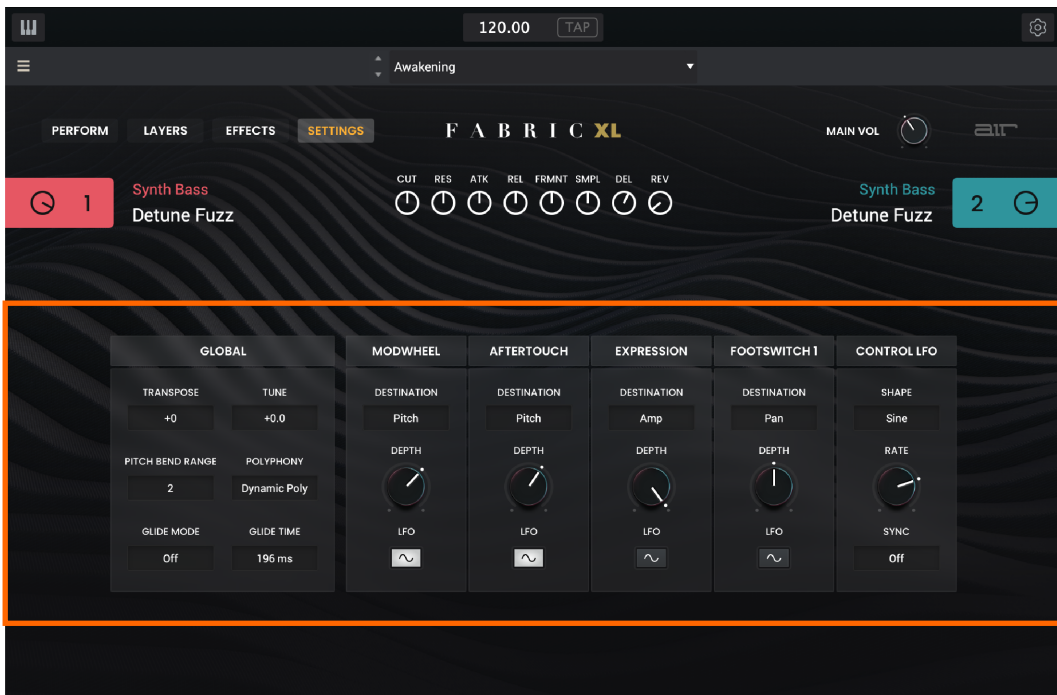 120.00 TAP
Awakening
PERFORM LAYERS EFFECTS SETTINGS FABRIC XL MAIN VOL air
CUT RES ATK REL FRMNT SMPL DEL REV
1 Synth Bass Synth Bass 2
Detune Fuzz Detune Fuzz
GLOBAL MODWHEEL AFTERTOUCH EXPRESSION FOOTSWITCH 1 CONTROL LFO
TRANSPOSE TUNE DESTINATION DESTINATION DESTINATION DESTINATION SHAPE
+0 +0.0 Pitch Pitch Amp Pan Sine
PITCH BEND RANGE POLYPHONY DEPTH DEPTH DEPTH DEPTH RATE
2 Dynamic Poly
GLIDE MODE GLIDE TIME LFO LFO LFO LFO SYNC
Off 196 ms Off